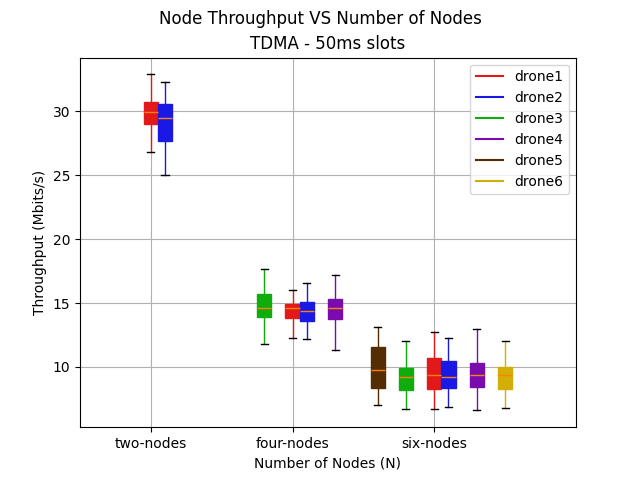 Node Throughput VS Number of Nodes
TDMA - 50ms slots
Throughput (Mbits/s)
30
25
20
15
10
drone1
drone2
drone3
drone4
drone5
drone6
two-nodes
four-nodes
six-nodes
Number of Nodes (N)